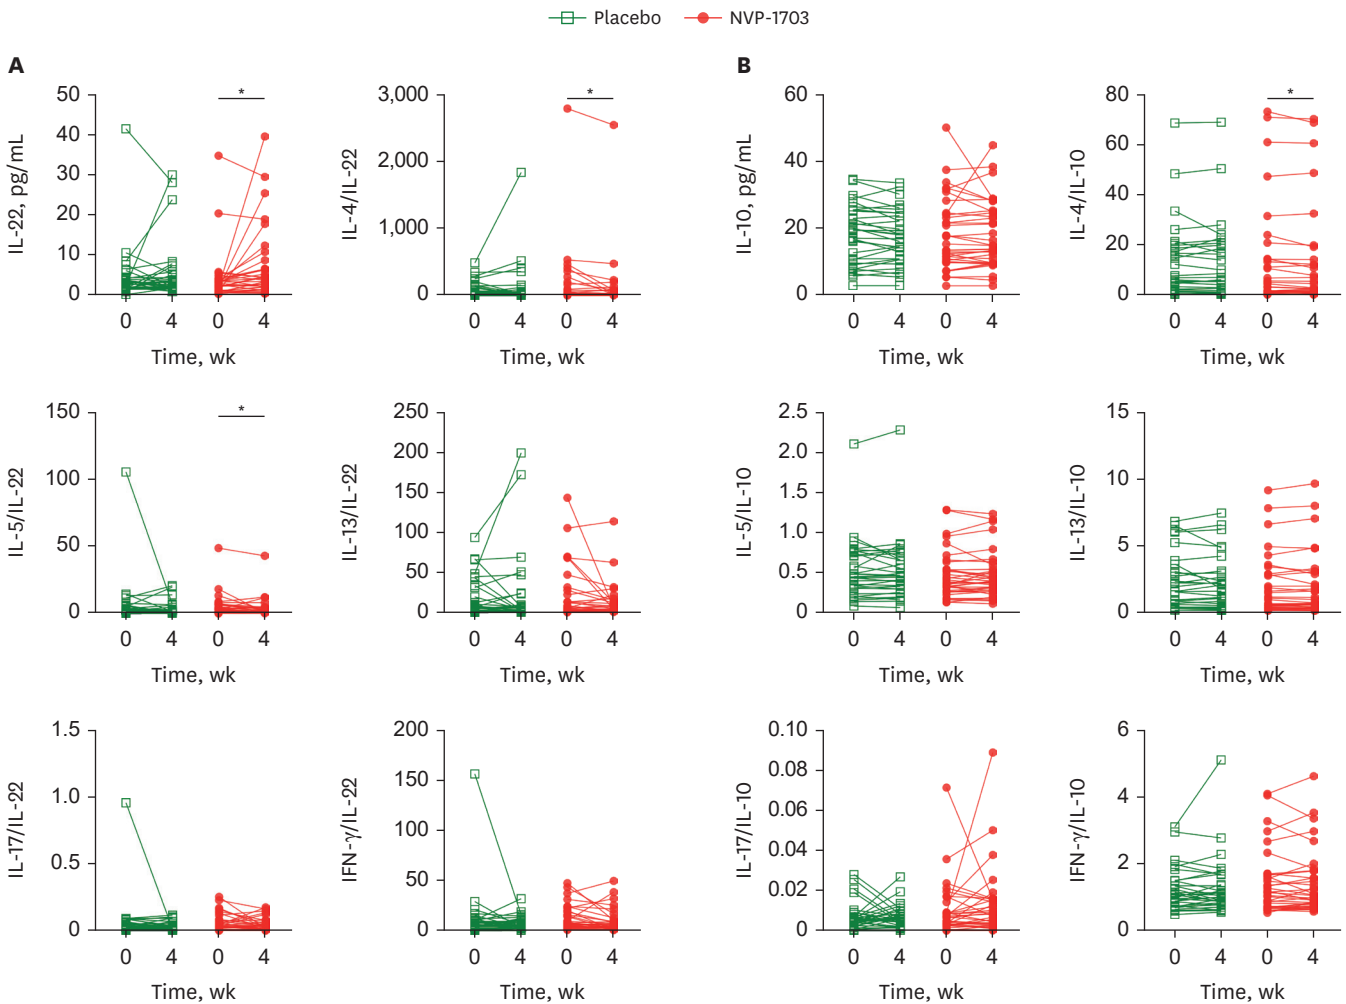 Placebo NVP-1703
A
IL-22, pg/mL
50
40
30
20
10
0
*
0 4 0 4
Time, wk
IL-4/IL-22
3,000
2,000
1,000
0
*
0 4 0 4
Time, wk
B
IL-10, pg/mL
60
40
20
0
0 4 0 4
Time, wk
IL-4/IL-10
80
60
40
20
0
*
0 4 0 4
Time, wk
IL-5/IL-22
150
100
50
0
*
0 4 0 4
Time, wk
IL-13/IL-22
250
200
150
100
50
0
0 4 0 4
Time, wk
IL-5/IL-10
2.5
2.0
1.5
1.0
0.5
0
0 4 0 4
Time, wk
IL-13/IL-10
15
10
5
0
0 4 0 4
Time, wk
IL-17/IL-22
1.5
1.0
0.5
0
0 4 0 4
Time, wk
IFN-γ/IL-22
200
150
100
50
0
0 4 0 4
Time, wk
IL-17/IL-10
0.10
0.08
0.06
0.04
0.02
0
0 4 0 4
Time, wk
IFN-γ/IL-10
6
4
2
0
0 4 0 4
Time, wk